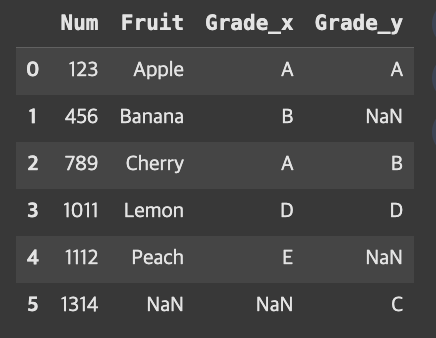 Num Fruit Grade_x Grade_y
0 123 Apple A A
1 456 Banana B NaN
2 789 Cherry A B
3 1011 Lemon D D
4 1112 Peach E NaN
5 1314 NaN NaN C